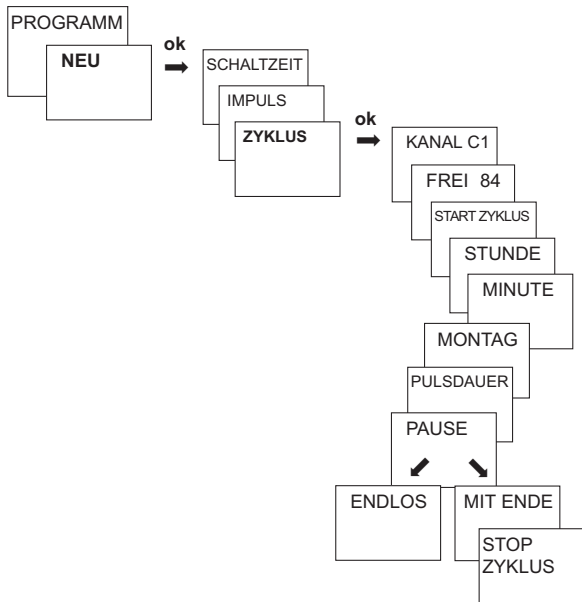 PROGRAMM
NEU
ok
SCHALTZEIT
IMPULS
ZYKLUS
ok
KANAL C1
FREI 84
START ZYKLUS
STUNDE
MINUTE
MONTAG
PULSDAUER
PAUSE
ENDLOS
MIT ENDE
STOP
ZYKLUS